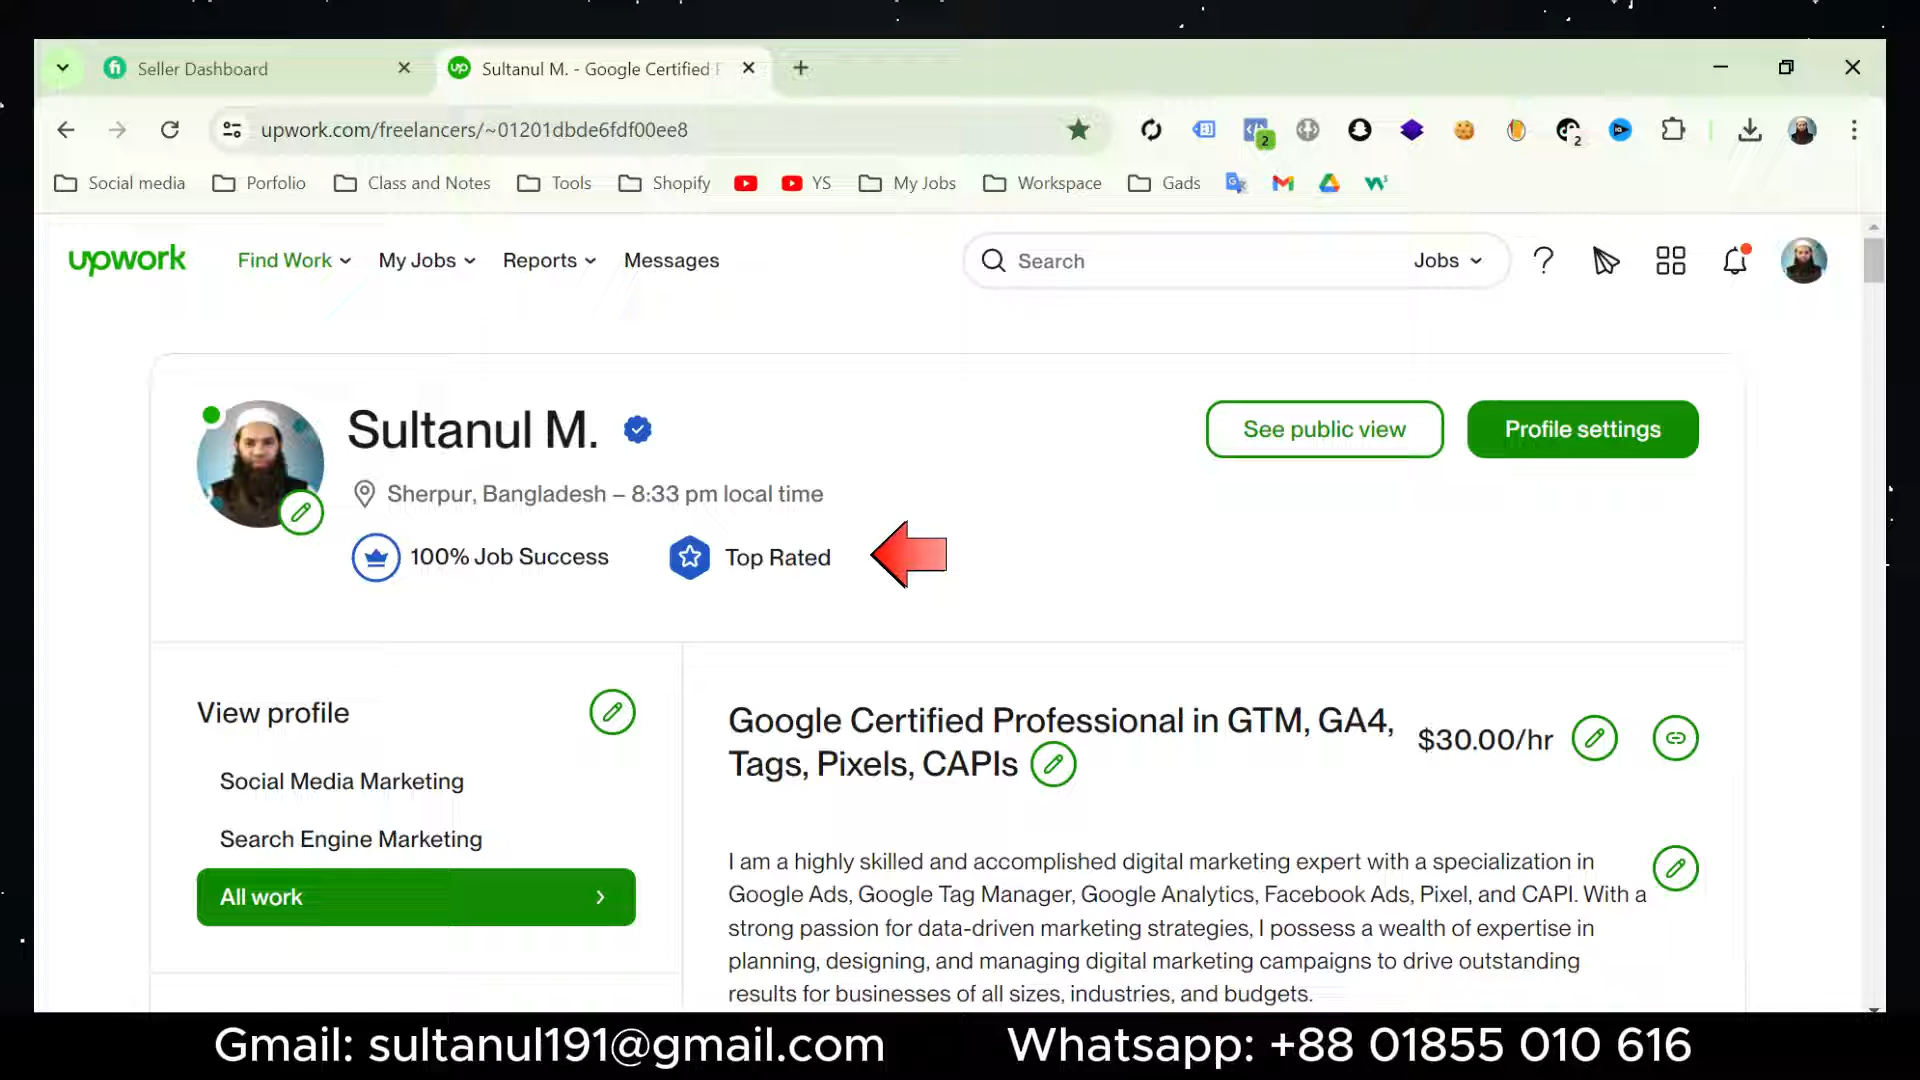 Seller Dashboard
Sultanul M. - Google Certified
upwork.com/freelancers/~01201dbde6fdf00ee8
2
2
Social media
Porfolio
Class and Notes
Tools
Shopify
YS
My Jobs
Workspace
Gads
upwork
Find Work
My Jobs
Reports
Messages
Search
Jobs
Sultanul M.
See public view
Profile settings
Sherpur, Bangladesh – 8:33 pm local time
100% Job Success
Top Rated
View profile
Social Media Marketing
Search Engine Marketing
All work
Google Certified Professional in GTM, GA4,
Tags, Pixels, CAPIs
$30.00/hr
I am a highly skilled and accomplished digital marketing expert with a specialization in
Google Ads, Google Tag Manager, Google Analytics, Facebook Ads, Pixel, and CAPI. With a
strong passion for data-driven marketing strategies, I possess a wealth of expertise in
planning, designing, and managing digital marketing campaigns to drive outstanding
results for businesses of all sizes, industries, and budgets.
Gmail: sultanul191@gmail.com
Whatsapp: +88 01855 010 616